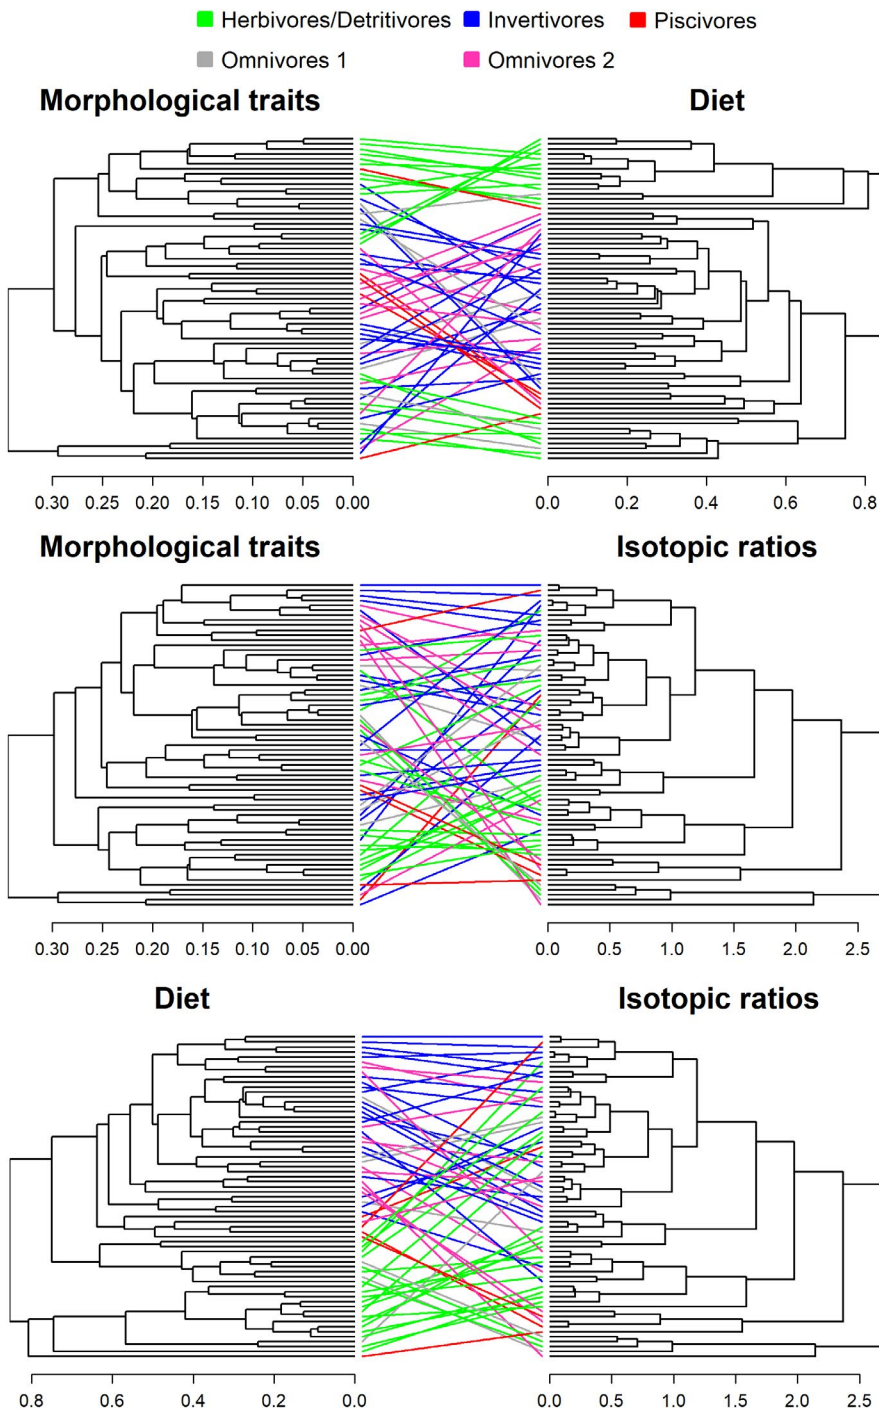 Herbivores/Detritivores Invertivores Piscivores
Omnivores 1 Omnivores 2
Morphological traits Diet
0.30 0.25 0.20 0.15 0.10 0.05 0.00 0.0 0.2 0.4 0.6 0.8
Morphological traits Isotopic ratios
0.30 0.25 0.20 0.15 0.10 0.05 0.00 0.0 0.5 1.0 1.5 2.0 2.5
Diet Isotopic ratios
0.8 0.6 0.4 0.2 0.0 0.0 0.5 1.0 1.5 2.0 2.5